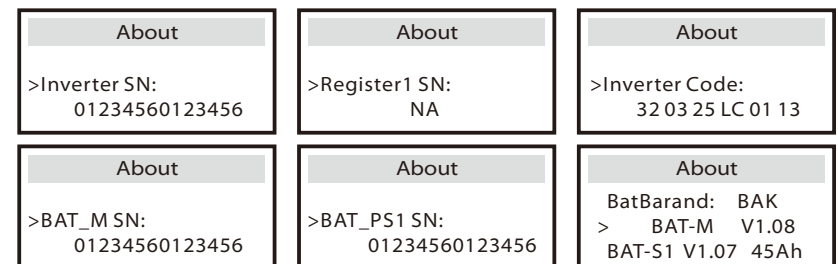 About
>Inverter SN:
01234560123456
About
>Register1 SN:
NA
About
>Inverter Code:
32 03 25 LC 01 13
About
>BAT_M SN:
01234560123456
About
>BAT_PS1 SN:
01234560123456
About
BatBarand: BAK
> BAT-M V1.08
BAT-S1 V1.07 45Ah